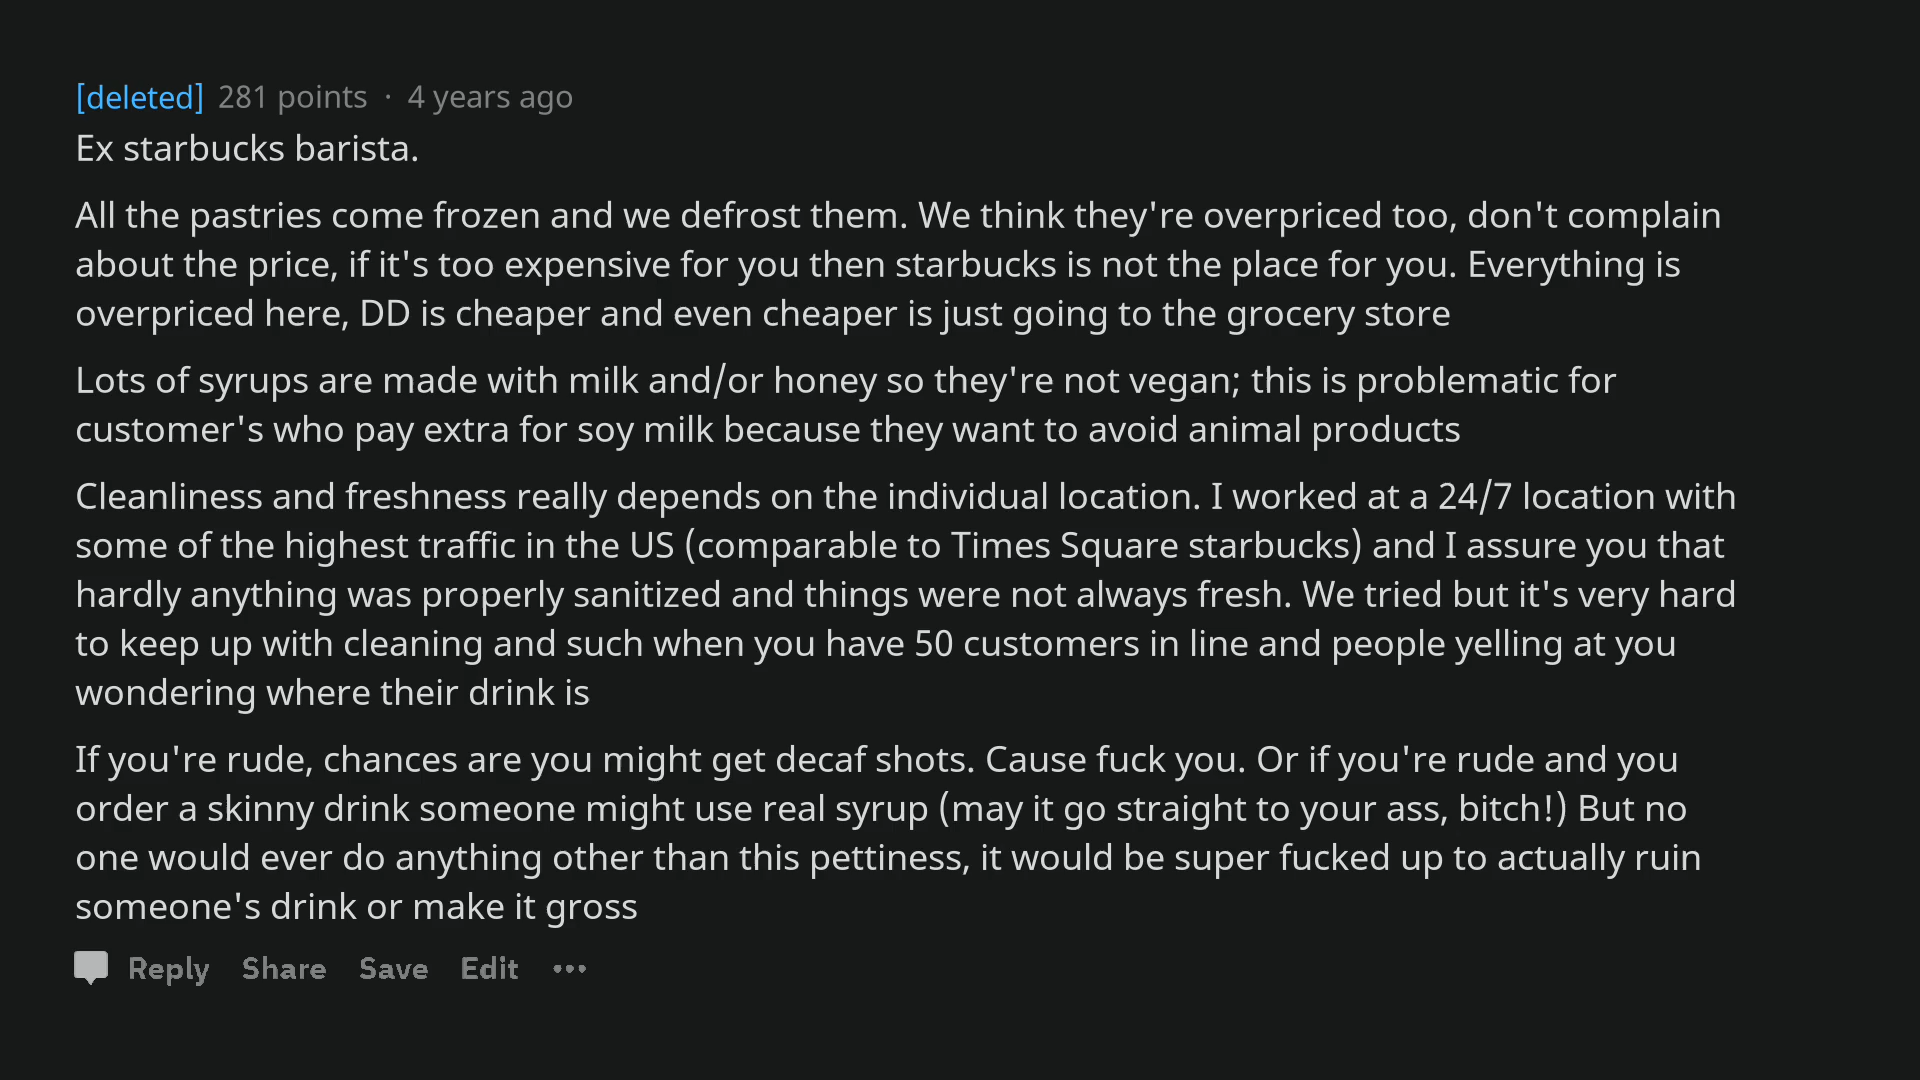 [deleted] 281 points · 4 years ago
Ex starbucks barista.
All the pastries come frozen and we defrost them. We think they're overpriced too, don't complain
about the price, if it's too expensive for you then starbucks is not the place for you. Everything is
overpriced here, DD is cheaper and even cheaper is just going to the grocery store
Lots of syrups are made with milk and/or honey so they're not vegan; this is problematic for
customer's who pay extra for soy milk because they want to avoid animal products
Cleanliness and freshness really depends on the individual location. I worked at a 24/7 location with
some of the highest traffic in the US (comparable to Times Square starbucks) and I assure you that
hardly anything was properly sanitized and things were not always fresh. We tried but it's very hard
to keep up with cleaning and such when you have 50 customers in line and people yelling at you
wondering where their drink is
If you're rude, chances are you might get decaf shots. Cause fuck you. Or if you're rude and you
order a skinny drink someone might use real syrup (may it go straight to your ass, bitch!) But no
one would ever do anything other than this pettiness, it would be super fucked up to actually ruin
someone's drink or make it gross
Reply Share Save Edit •••